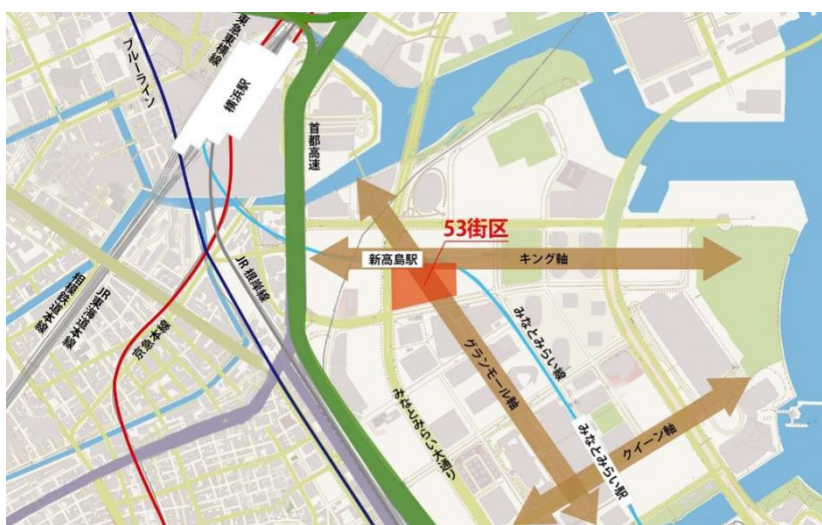 東急東横線
ブルーライン
横浜駅
首都高速
53街区
新高島駅
キング軸
JR 根岸線
JR 東海道本線
相模鉄道本線
京急本線
みなとみらい線
グランモール軸
みなとみらい大通り
クイーン軸
みなとみらい駅